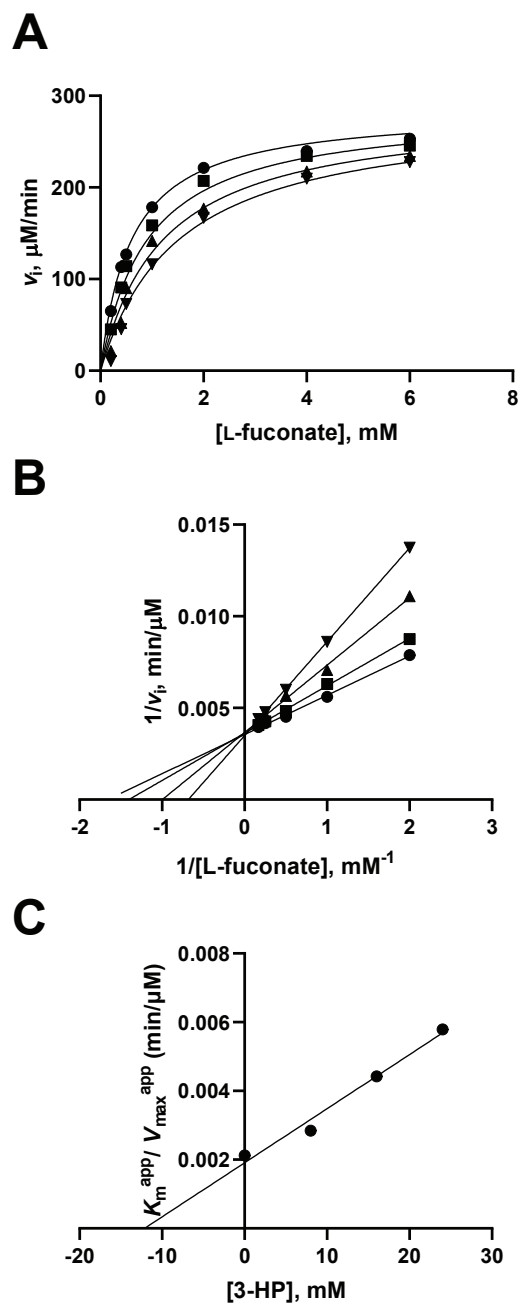 A
300
200
100
0
vi, µM/min
0 2 4 6 8
[L-fuconate], mM
B
0.015
0.010
0.005
1/vi, min/µM
-2 -1 0 1 2 3
1/[L-fuconate], mM-1
C
0.008
0.006
0.004
0.002
Kmapp/ Vmaxapp (min/µM)
-20 -10 0 10 20 30
[3-HP], mM